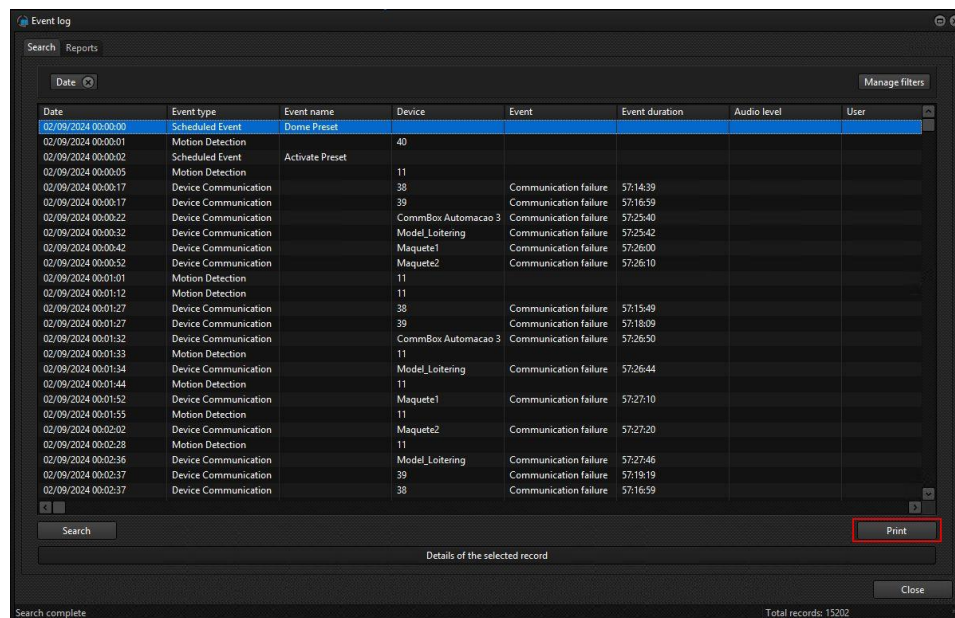 Event log
Search Reports
Date Manage filters
Date Event type Event name Device Event Event duration Audio level User
02/09/2024 00:00:00 Scheduled Event Dome Preset
02/09/2024 00:00:01 Motion Detection 40
02/09/2024 00:00:02 Scheduled Event Activate Preset
02/09/2024 00:00:05 Motion Detection 11
02/09/2024 00:00:17 Device Communication 38 Communication failure 57:14:39
02/09/2024 00:00:17 Device Communication 39 Communication failure 57:16:59
02/09/2024 00:00:22 Device Communication CommBox Automacao 3 Communication failure 57:25:40
02/09/2024 00:00:32 Device Communication Model_Loitering Communication failure 57:25:42
02/09/2024 00:00:42 Device Communication Maquete1 Communication failure 57:26:00
02/09/2024 00:00:52 Device Communication Maquete2 Communication failure 57:26:10
02/09/2024 00:01:01 Motion Detection 11
02/09/2024 00:01:12 Motion Detection 11
02/09/2024 00:01:27 Device Communication 38 Communication failure 57:15:49
02/09/2024 00:01:27 Device Communication 39 Communication failure 57:18:09
02/09/2024 00:01:32 Device Communication CommBox Automacao 3 Communication failure 57:26:50
02/09/2024 00:01:33 Motion Detection 11
02/09/2024 00:01:34 Device Communication Model_Loitering Communication failure 57:26:44
02/09/2024 00:01:44 Motion Detection 11
02/09/2024 00:01:52 Device Communication Maquete1 Communication failure 57:27:10
02/09/2024 00:01:55 Motion Detection 11
02/09/2024 00:02:02 Device Communication Maquete2 Communication failure 57:27:20
02/09/2024 00:02:28 Motion Detection 11
02/09/2024 00:02:36 Device Communication Model_Loitering Communication failure 57:27:46
02/09/2024 00:02:37 Device Communication 39 Communication failure 57:19:19
02/09/2024 00:02:37 Device Communication 38 Communication failure 57:16:59
Search Print
Details of the selected record
Close
Search complete Total records: 15202